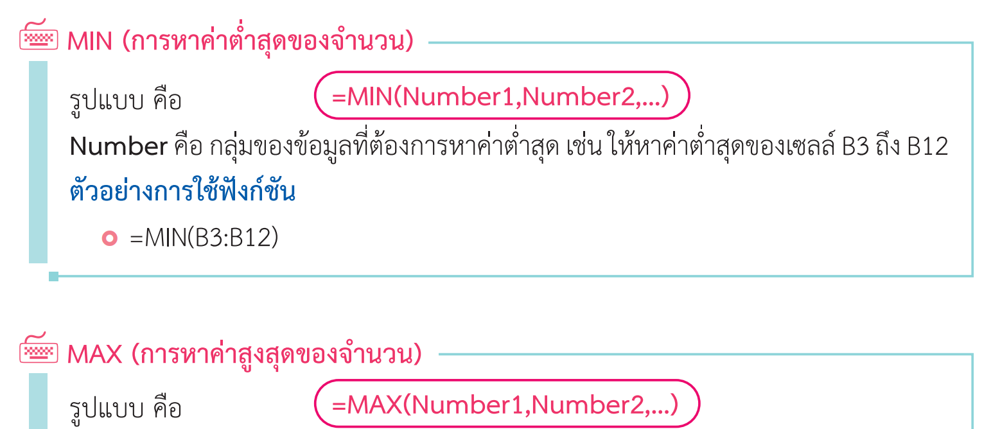 MIN (การหาค่าต่ำสุดของจำนวน)
รูปแบบ คือ =MIN(Number1,Number2,...)
Number คือ กลุ่มของข้อมูลที่ต้องการหาค่าต่ำสุด เช่น ให้หาค่าต่ำสุดของเซลล์ B3 ถึง B12
ตัวอย่างการใช้ฟังก์ชัน
=MIN(B3:B12)
MAX (การหาค่าสูงสุดของจำนวน)
รูปแบบ คือ =MAX(Number1,Number2,...)